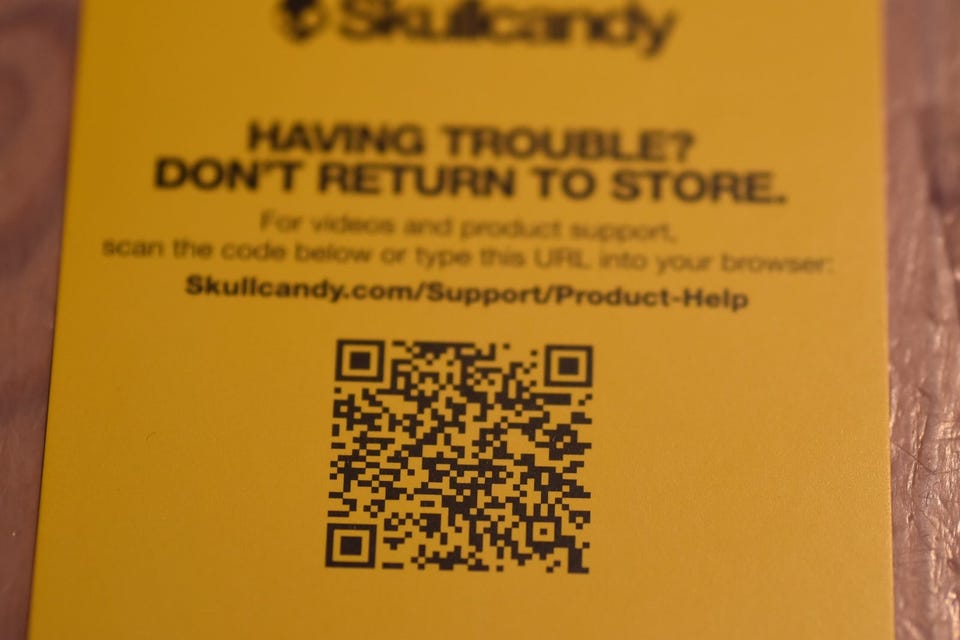 Skullcandy
HAVING TROUBLE?
DON'T RETURN TO STORE.
For videos and product support,
scan the code below or type this URL into your browser:
Skullcandy.com/Support/Product-Help